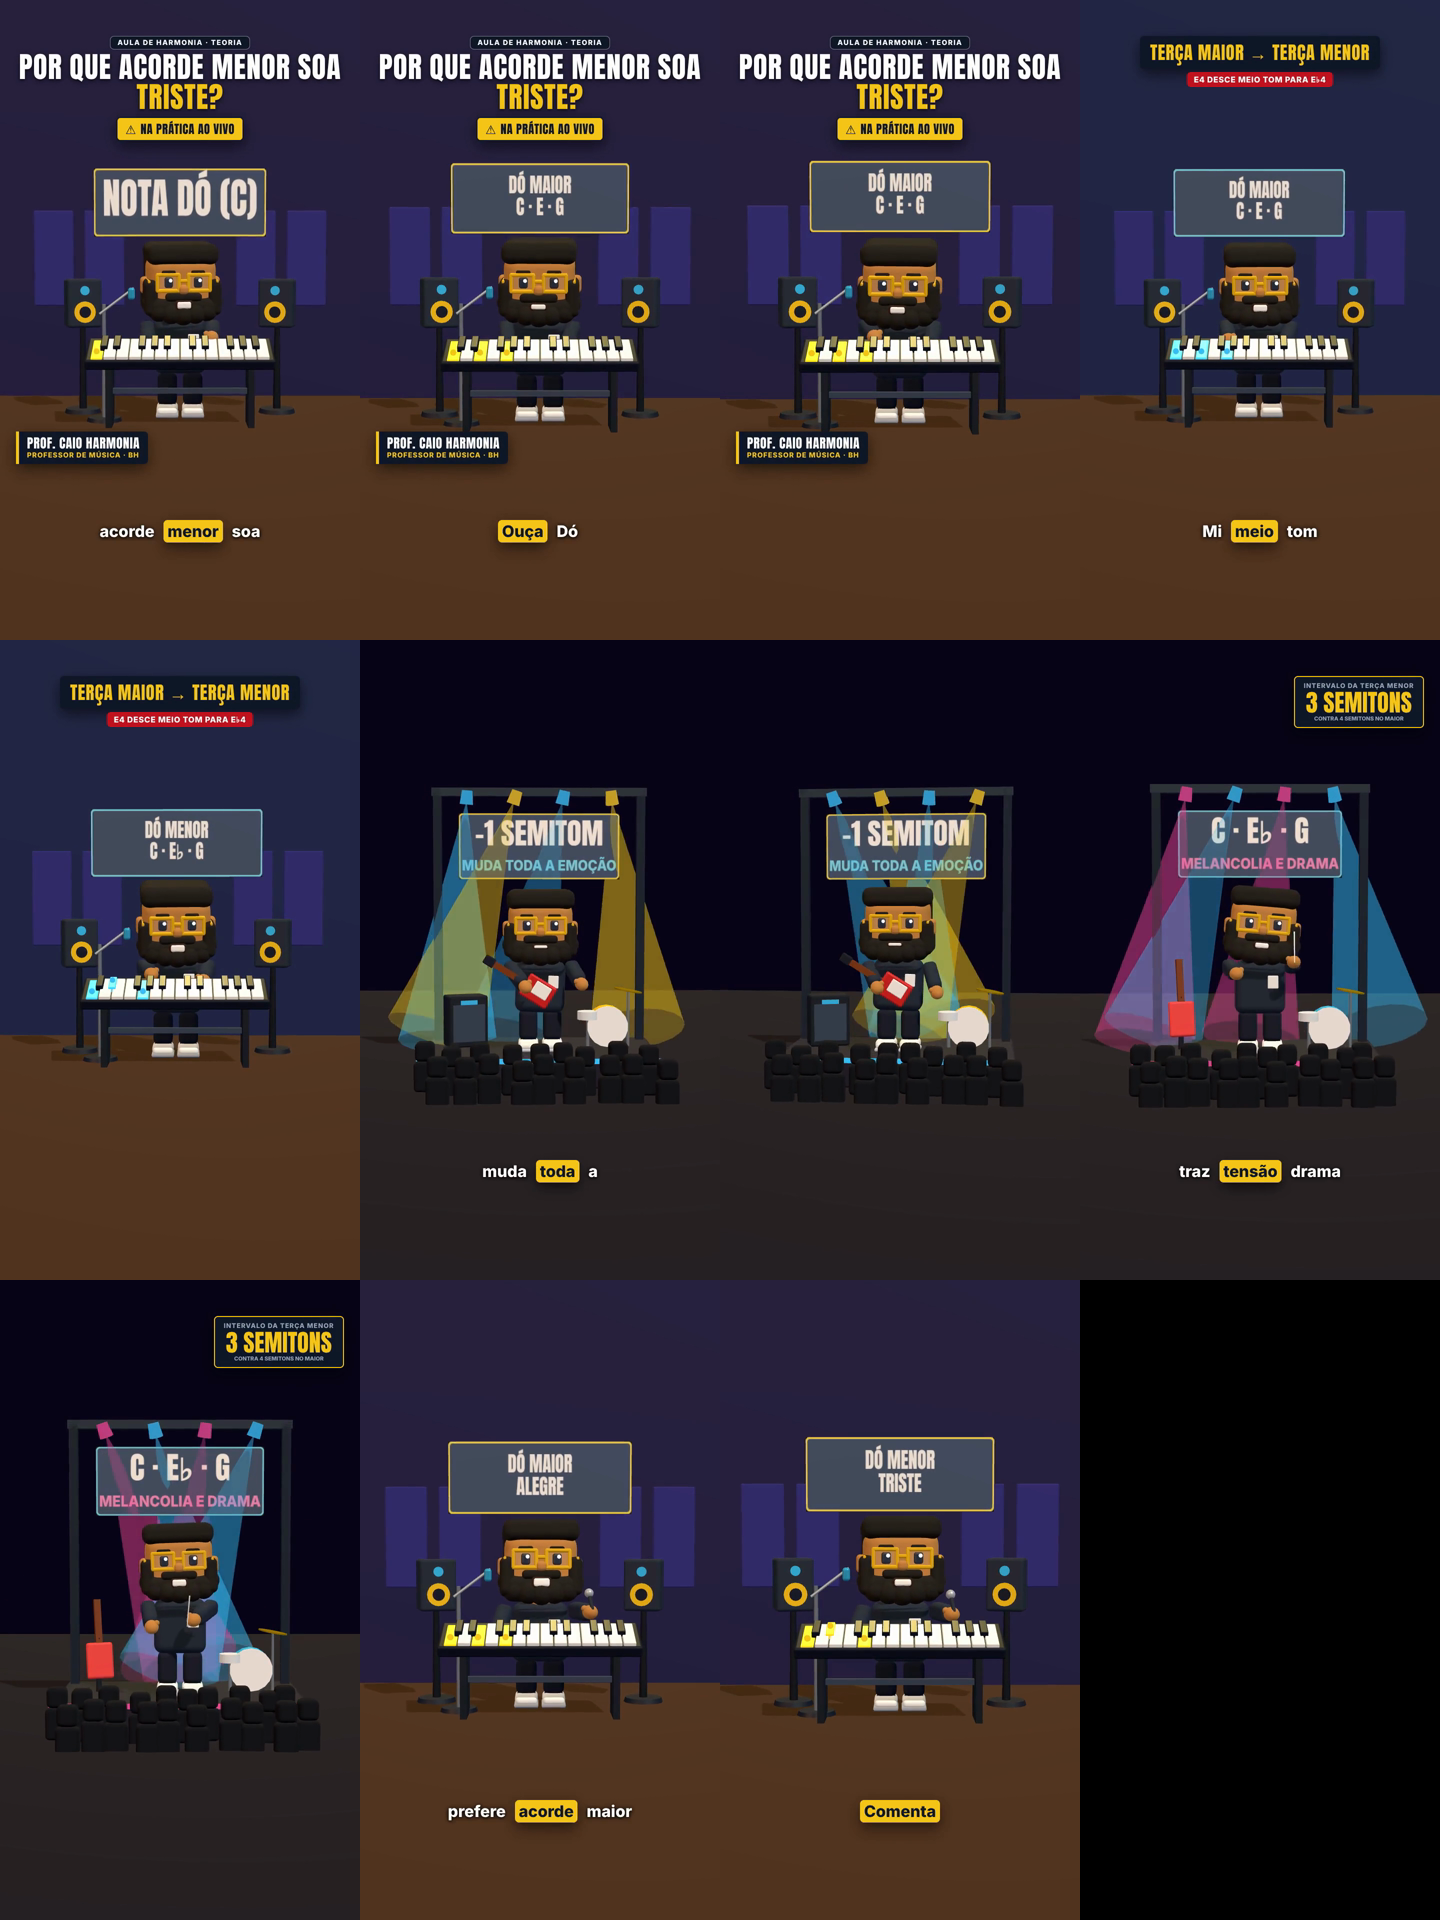 AULA DE HARMONIA · TEORIA
POR QUE ACORDE MENOR SOA
TRISTE?
⚠ NA PRÁTICA AO VIVO
NOTA DÓ (C)
PROF. CAIO HARMONIA
PROFESSOR DE MÚSICA · BH
acorde menor soa
AULA DE HARMONIA · TEORIA
POR QUE ACORDE MENOR SOA
TRISTE?
⚠ NA PRÁTICA AO VIVO
DÓ MAIOR
C · E · G
PROF. CAIO HARMONIA
PROFESSOR DE MÚSICA · BH
Ouça Dó
AULA DE HARMONIA · TEORIA
POR QUE ACORDE MENOR SOA
TRISTE?
⚠ NA PRÁTICA AO VIVO
DÓ MAIOR
C · E · G
PROF. CAIO HARMONIA
PROFESSOR DE MÚSICA · BH
TERÇA MAIOR → TERÇA MENOR
E4 DESCE MEIO TOM PARA E♭4
DÓ MAIOR
C · E · G
Mi meio tom
TERÇA MAIOR → TERÇA MENOR
E4 DESCE MEIO TOM PARA E♭4
DÓ MENOR
C · E♭ · G
-1 SEMITOM
MUDA TODA A EMOÇÃO
muda toda a
-1 SEMITOM
MUDA TODA A EMOÇÃO
INTERVALO DA TERÇA MENOR
3 SEMITONS
CONTRA 4 SEMITONS NO MAIOR
C · E♭ · G
MELANCOLIA E DRAMA
traz tensão drama
INTERVALO DA TERÇA MENOR
3 SEMITONS
CONTRA 4 SEMITONS NO MAIOR
C · E♭ · G
MELANCOLIA E DRAMA
DÓ MAIOR
ALEGRE
prefere acorde maior
DÓ MENOR
TRISTE
Comenta